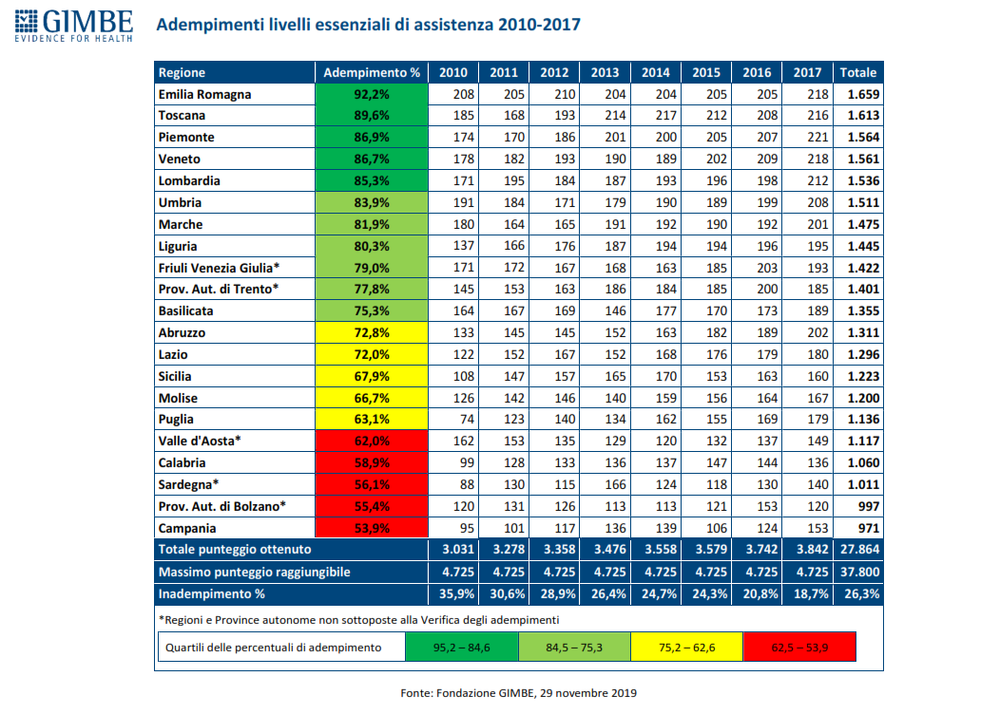 GIMBE
EVIDENCE FOR HEALTH
Adempimenti livelli essenziali di assistenza 2010-2017
Regione Adempimento % 2010 2011 2012 2013 2014 2015 2016 2017 Totale
Emilia Romagna 92,2% 208 205 210 204 204 205 205 218 1.659
Toscana 89,6% 185 168 193 214 217 212 208 216 1.613
Piemonte 86,9% 174 170 186 201 200 205 207 221 1.564
Veneto 86,7% 178 182 193 190 189 202 209 218 1.561
Lombardia 85,3% 171 195 184 187 193 196 198 212 1.536
Umbria 83,9% 191 184 171 179 190 189 199 208 1.511
Marche 81,9% 180 164 165 191 192 190 192 201 1.475
Liguria 80,3% 137 166 176 187 194 194 196 195 1.445
Friuli Venezia Giulia* 79,0% 171 172 167 168 163 185 203 193 1.422
Prov. Aut. di Trento* 77,8% 145 153 163 186 184 185 200 185 1.401
Basilicata 75,3% 164 167 169 146 177 170 173 189 1.355
Abruzzo 72,8% 133 145 145 152 163 182 189 202 1.311
Lazio 72,0% 122 152 167 152 168 176 179 180 1.296
Sicilia 67,9% 108 147 157 165 170 153 163 160 1.223
Molise 66,7% 126 142 146 140 159 156 164 167 1.200
Puglia 63,1% 74 123 140 134 162 155 169 179 1.136
Valle d'Aosta* 62,0% 162 153 135 129 120 132 137 149 1.117
Calabria 58,9% 99 128 133 136 137 147 144 136 1.060
Sardegna* 56,1% 88 130 115 166 124 118 130 140 1.011
Prov. Aut. di Bolzano* 55,4% 120 131 126 113 113 121 153 120 997
Campania 53,9% 95 101 117 136 139 106 124 153 971
Totale punteggio ottenuto 3.031 3.278 3.358 3.476 3.558 3.579 3.742 3.842 27.864
Massimo punteggio raggiungibile 4.725 4.725 4.725 4.725 4.725 4.725 4.725 4.725 37.800
Inadempimento % 35,9% 30,6% 28,9% 26,4% 24,7% 24,3% 20,8% 18,7% 26,3%
*Regioni e Province autonome non sottoposte alla Verifica degli adempimenti
Quartili delle percentuali di adempimento 95,2 – 84,6 84,5 – 75,3 75,2 – 62,6 62,5 – 53,9
Fonte: Fondazione GIMBE, 29 novembre 2019